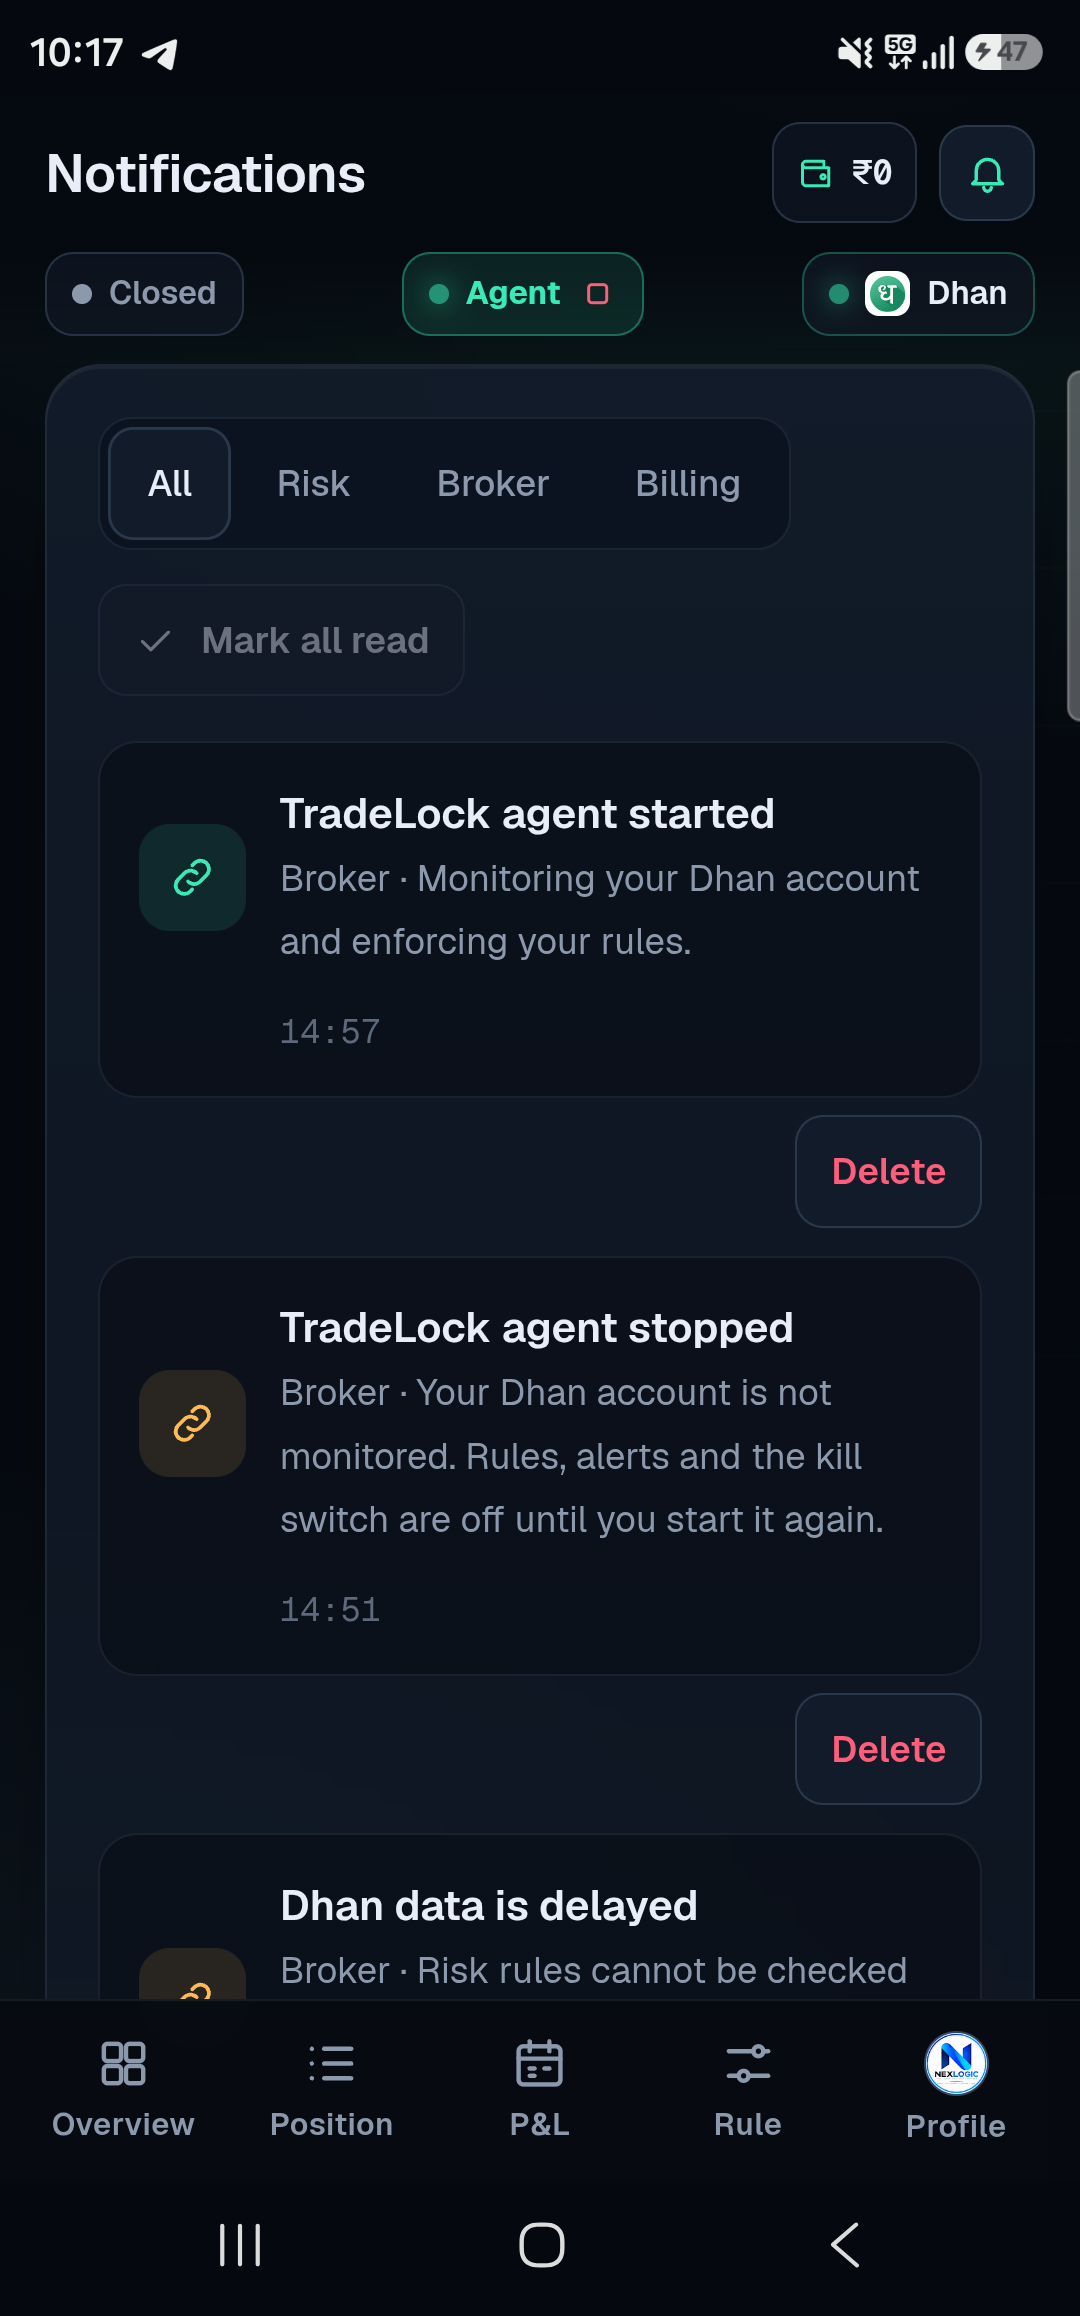 10:17
5G
47
Notifications
₹0
Closed
Agent
ध
Dhan
All
Risk
Broker
Billing
Mark all read
TradeLock agent started
Broker · Monitoring your Dhan account
and enforcing your rules.
14:57
Delete
TradeLock agent stopped
Broker · Your Dhan account is not
monitored. Rules, alerts and the kill
switch are off until you start it again.
14:51
Delete
Dhan data is delayed
Broker · Risk rules cannot be checked
NEXLOGIC
Overview
Position
P&L
Rule
Profile